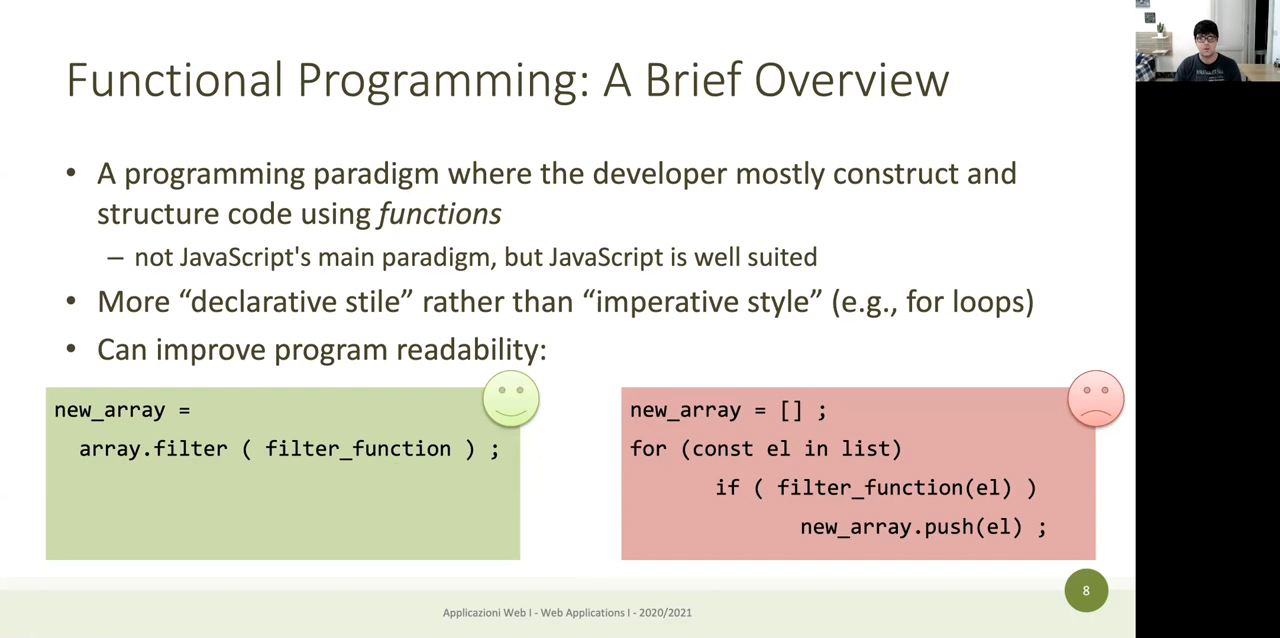 Functional Programming: A Brief Overview
• A programming paradigm where the developer mostly construct and
structure code using functions
– not JavaScript's main paradigm, but JavaScript is well suited
• More “declarative stile” rather than “imperative style” (e.g., for loops)
• Can improve program readability:
new_array =
array.filter ( filter_function ) ;
new_array = [] ;
for (const el in list)
if ( filter_function(el) )
new_array.push(el) ;
Applicazioni Web I - Web Applications I - 2020/2021
8